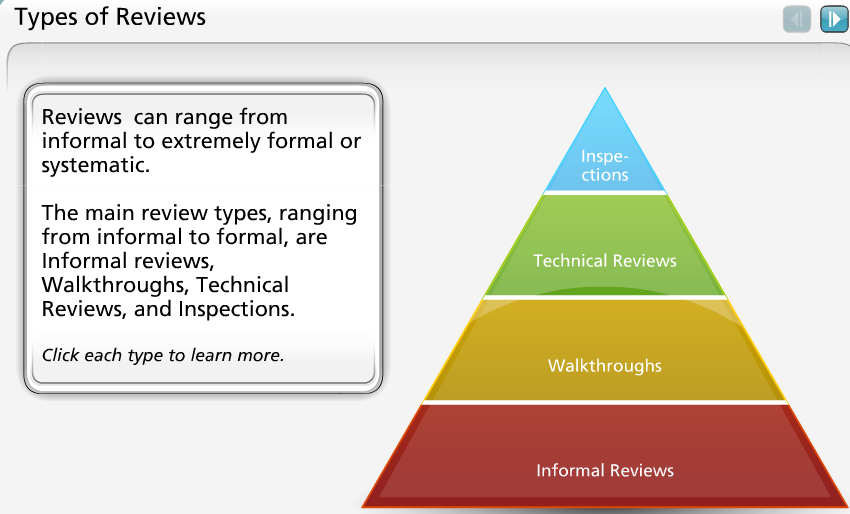 Types of Reviews
Reviews  can range from
informal to extremely formal or
systematic.
The main review types, ranging
from informal to formal, are
Informal reviews,
Walkthroughs, Technical
Reviews, and Inspections.
Click each type to learn more.
Inspe-
ctions
Technical Reviews
Walkthroughs
Informal Reviews